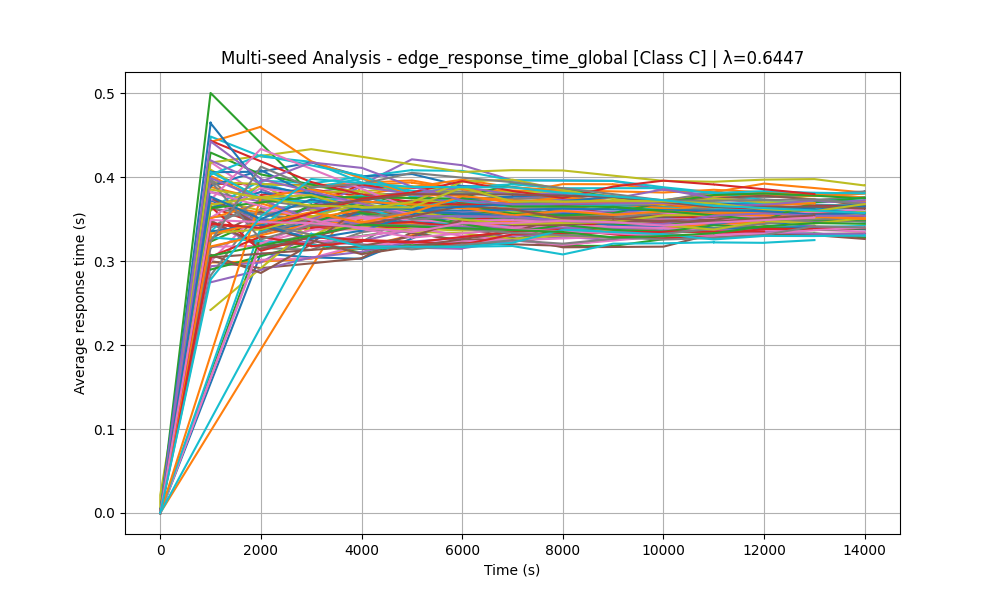 Multi-seed Analysis - edge_response_time_global [Class C] | λ=0.6447
Average response time (s)
0.5
0.4
0.3
0.2
0.1
0.0
0 2000 4000 6000 8000 10000 12000 14000
Time (s)